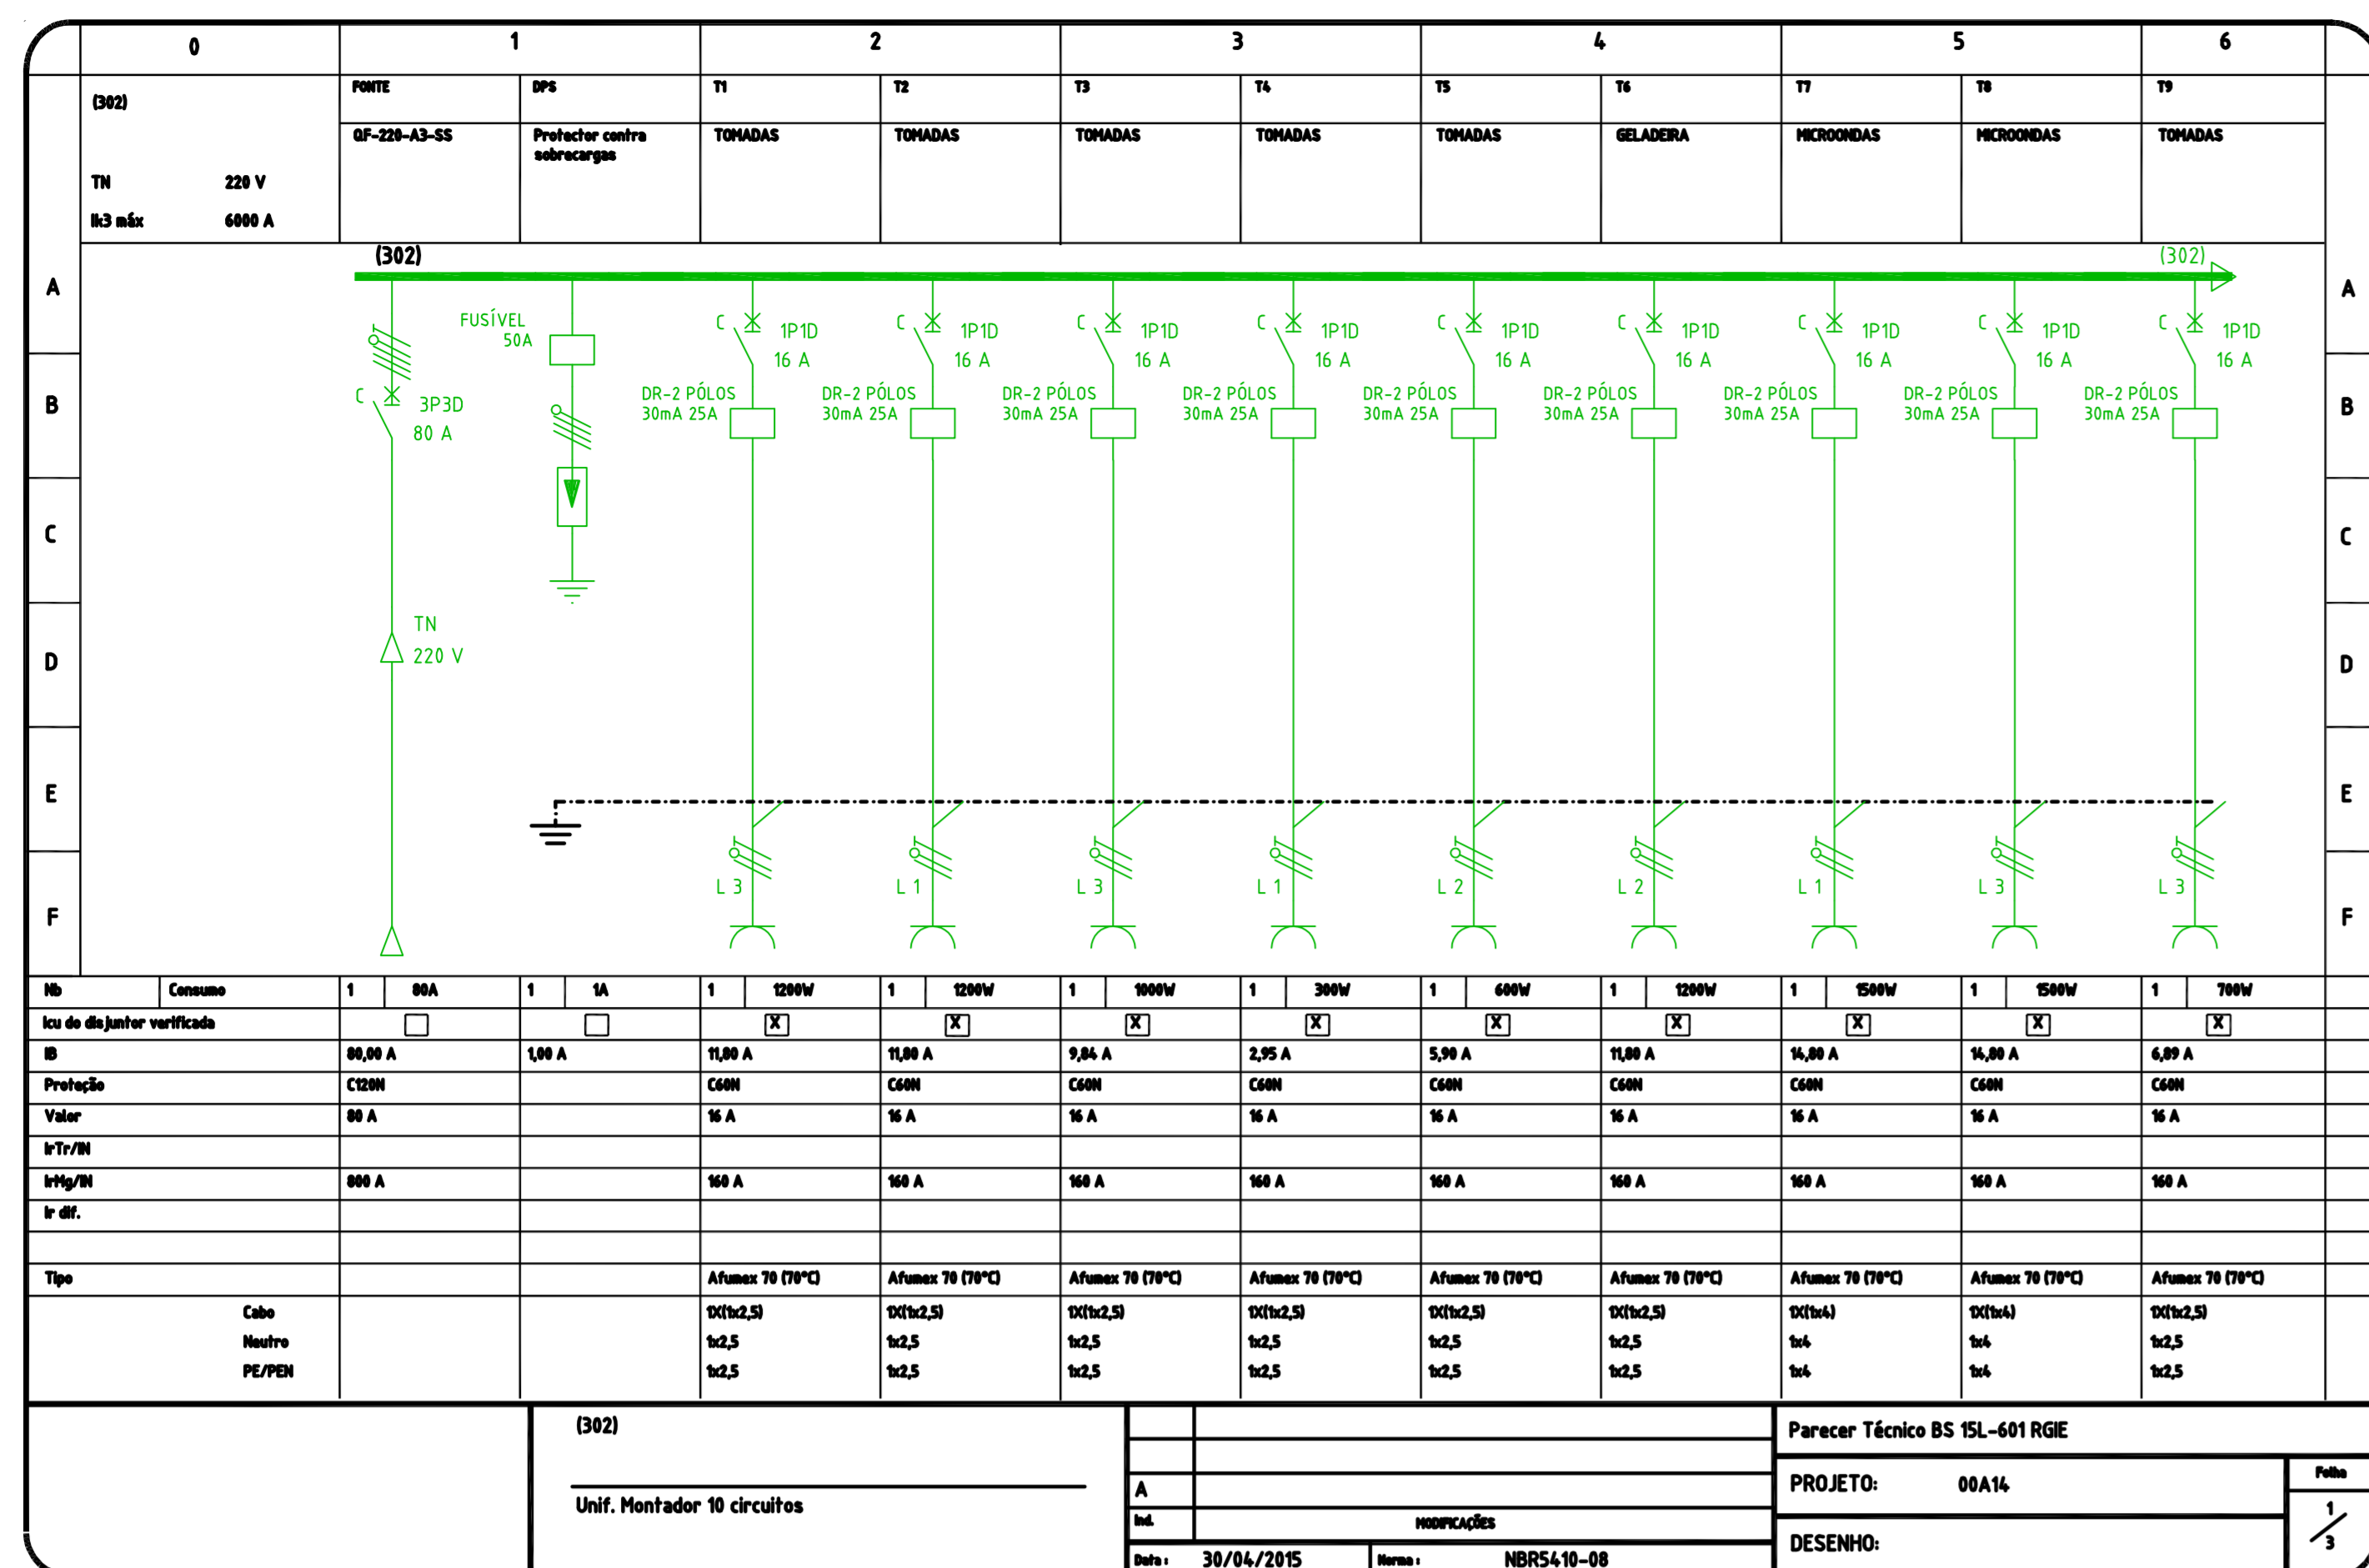 0 1 2 3 4 5 6
FONTE DPS T1 T2 T3 T4 T5 T6 T7 T8 T9
(302)
QF-220-A3-SS Protector contra TOMADAS TOMADAS TOMADAS TOMADAS TOMADAS GELADEIRA MICROONDAS MICROONDAS TOMADAS
sobrecargas
TN 220 V
Ik3 máx 6000 A
(302) (302)
A A
FUSÍVEL C 1P1D C 1P1D C 1P1D C 1P1D C 1P1D C 1P1D C 1P1D C 1P1D C 1P1D
50A 16 A 16 A 16 A 16 A 16 A 16 A 16 A 16 A 16 A
C DR-2 PÓLOS DR-2 PÓLOS DR-2 PÓLOS DR-2 PÓLOS DR-2 PÓLOS DR-2 PÓLOS DR-2 PÓLOS DR-2 PÓLOS DR-2 PÓLOS
B 3P3D 30mA 25A 30mA 25A 30mA 25A 30mA 25A 30mA 25A 30mA 25A 30mA 25A 30mA 25A 30mA 25A B
80 A
C C
TN
220 V
D D
E E
L 3 L 1 L 3 L 1 L 2 L 2 L 1 L 3 L 3
F F
Nb Consumo 1 80A 1 1A 1 1200W 1 1200W 1 1000W 1 300W 1 600W 1 1200W 1 1500W 1 1500W 1 700W
Icu do disjuntor verificada X X X X X X X X X
IB 80,00 A 1,00 A 11,80 A 11,80 A 9,84 A 2,95 A 5,90 A 11,80 A 14,80 A 14,80 A 6,89 A
Proteção C120N C60N C60N C60N C60N C60N C60N C60N C60N C60N
Valor 80 A 16 A 16 A 16 A 16 A 16 A 16 A 16 A 16 A 16 A
IrTr/IN
IrMg/IN 800 A 160 A 160 A 160 A 160 A 160 A 160 A 160 A 160 A 160 A
Ir dif.
Tipo Afumex 70 (70°C) Afumex 70 (70°C) Afumex 70 (70°C) Afumex 70 (70°C) Afumex 70 (70°C) Afumex 70 (70°C) Afumex 70 (70°C) Afumex 70 (70°C) Afumex 70 (70°C)
Cabo 1X(1x2,5) 1X(1x2,5) 1X(1x2,5) 1X(1x2,5) 1X(1x2,5) 1X(1x2,5) 1X(1x4) 1X(1x4) 1X(1x2,5)
Neutro 1x2,5 1x2,5 1x2,5 1x2,5 1x2,5 1x2,5 1x4 1x4 1x2,5
PE/PEN 1x2,5 1x2,5 1x2,5 1x2,5 1x2,5 1x2,5 1x4 1x4 1x2,5
(302)
Unif. Montador 10 circuitos
A
Ind. MODIFICAÇÕES
Data : 30/04/2015 Norma : NBR5410-08
Parecer Técnico BS 15L-601 RGIE
PROJETO: 00A14
Folha
1/3
DESENHO: